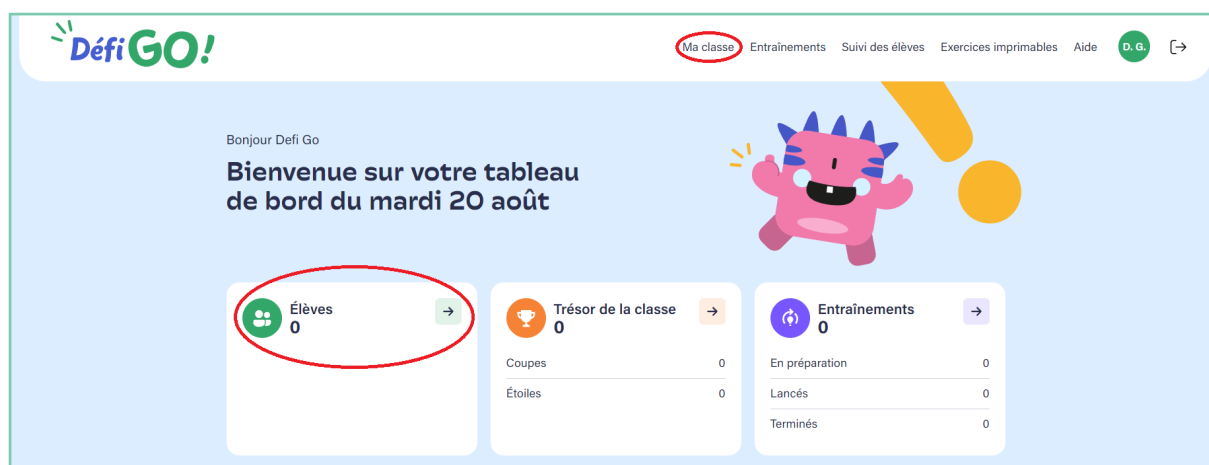 Défi GO!
Ma classe Entraînements Suivi des élèves Exercices imprimables Aide D. G.
Bonjour Defi Go
Bienvenue sur votre tableau
de bord du mardi 20 août
Élèves
0
Trésor de la classe
0
Coupes 0
Étoiles 0
Entraînements
0
En préparation 0
Lancés 0
Terminés 0